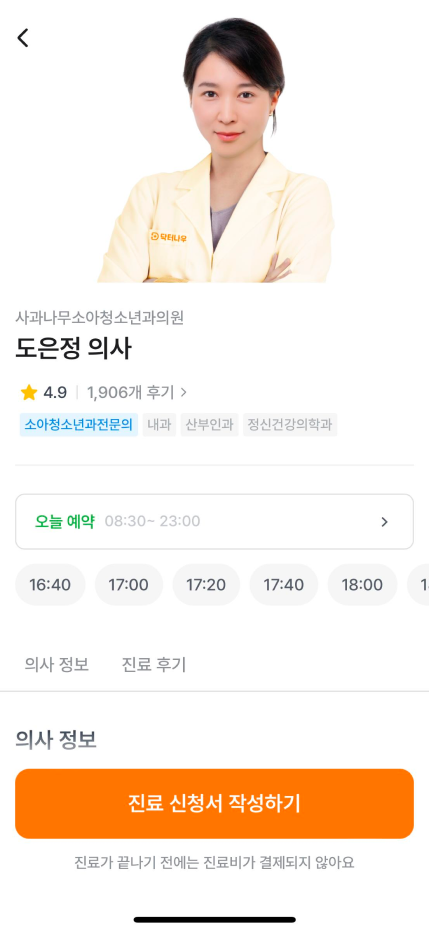 닥터나우
사과나무소아청소년과의원
도은정 의사
4.9 1,906개 후기
소아청소년과전문의 내과 산부인과 정신건강의학과
오늘 예약 08:30~ 23:00
16:40 17:00 17:20 17:40 18:00
의사 정보 진료 후기
의사 정보
진료 신청서 작성하기
진료가 끝나기 전에는 진료비가 결제되지 않아요